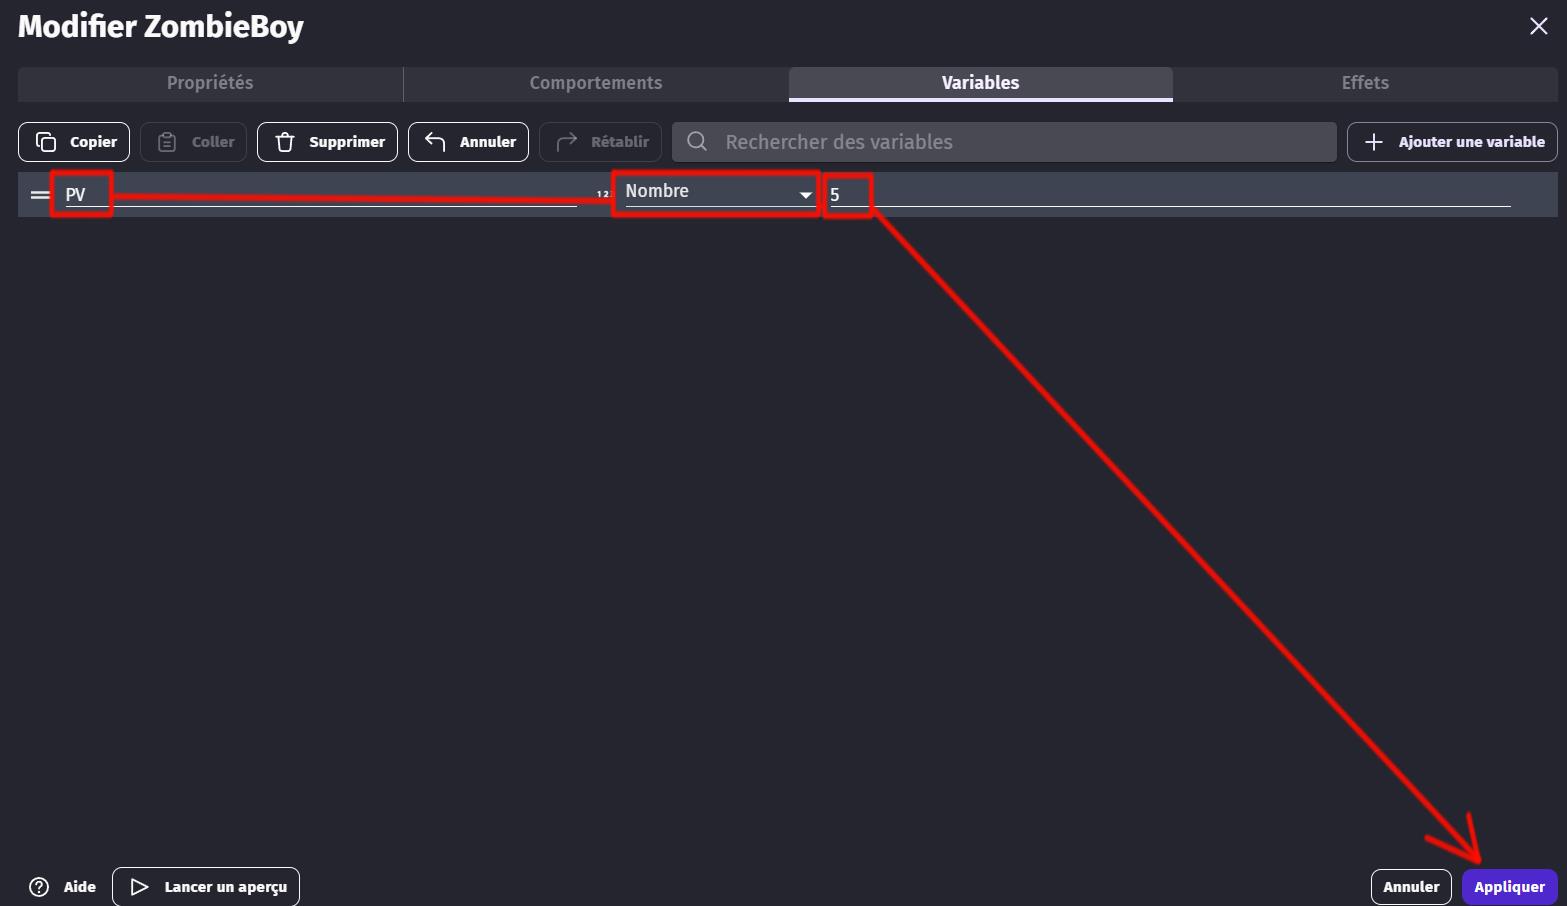 Modifier ZombieBoy
Propriétés Comportements Variables Effets
Copier Coller Supprimer Annuler Rétablir Rechercher des variables Ajouter une variable
PV Nombre 5
Aide Lancer un aperçu Annuler Appliquer